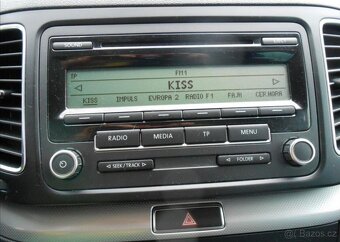 SOUND
TP FM1
KISS
KISS IMPULS EVROPA 2 RADIO F1 FAJN CER.HORA
RADIO MEDIA TP MENU
SEEK / TRACK FOLDER
Bazos.cz